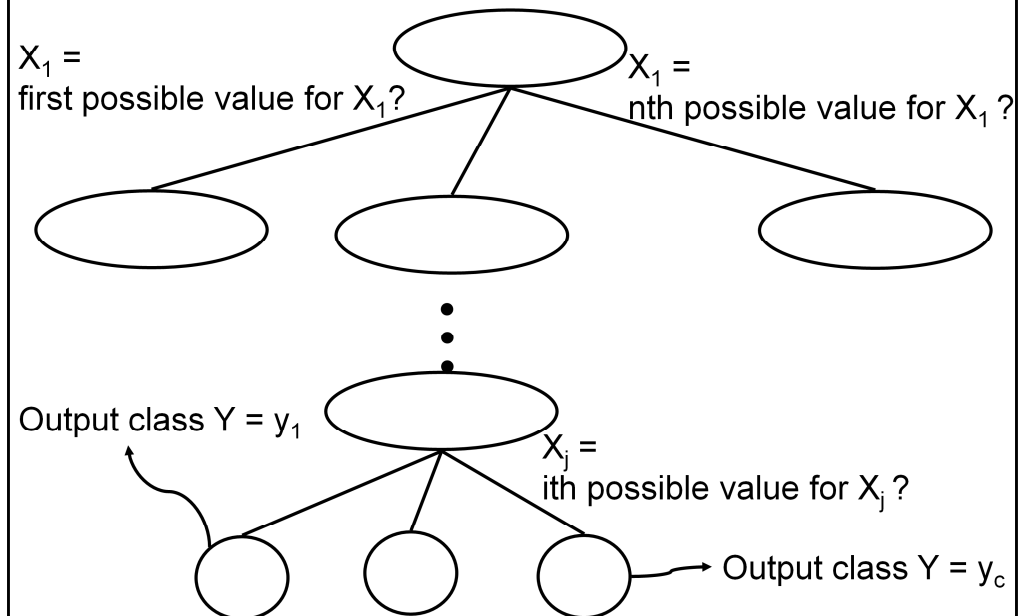 X₁ =
first possible value for X₁?
X₁ =
nth possible value for X₁ ?
Output class Y = y₁
Xⱼ =
ith possible value for Xⱼ ?
Output class Y = y_c